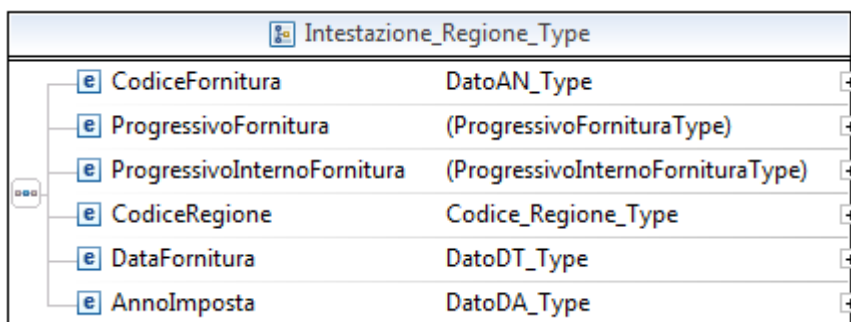 Intestazione_Regione_Type
e CodiceFornitura DatoAN_Type
e ProgressivoFornitura (ProgressivoFornituraType)
e ProgressivoInternoFornitura (ProgressivoInternoFornituraType)
e CodiceRegione Codice_Regione_Type
e DataFornitura DatoDT_Type
e AnnoImposta DatoDA_Type